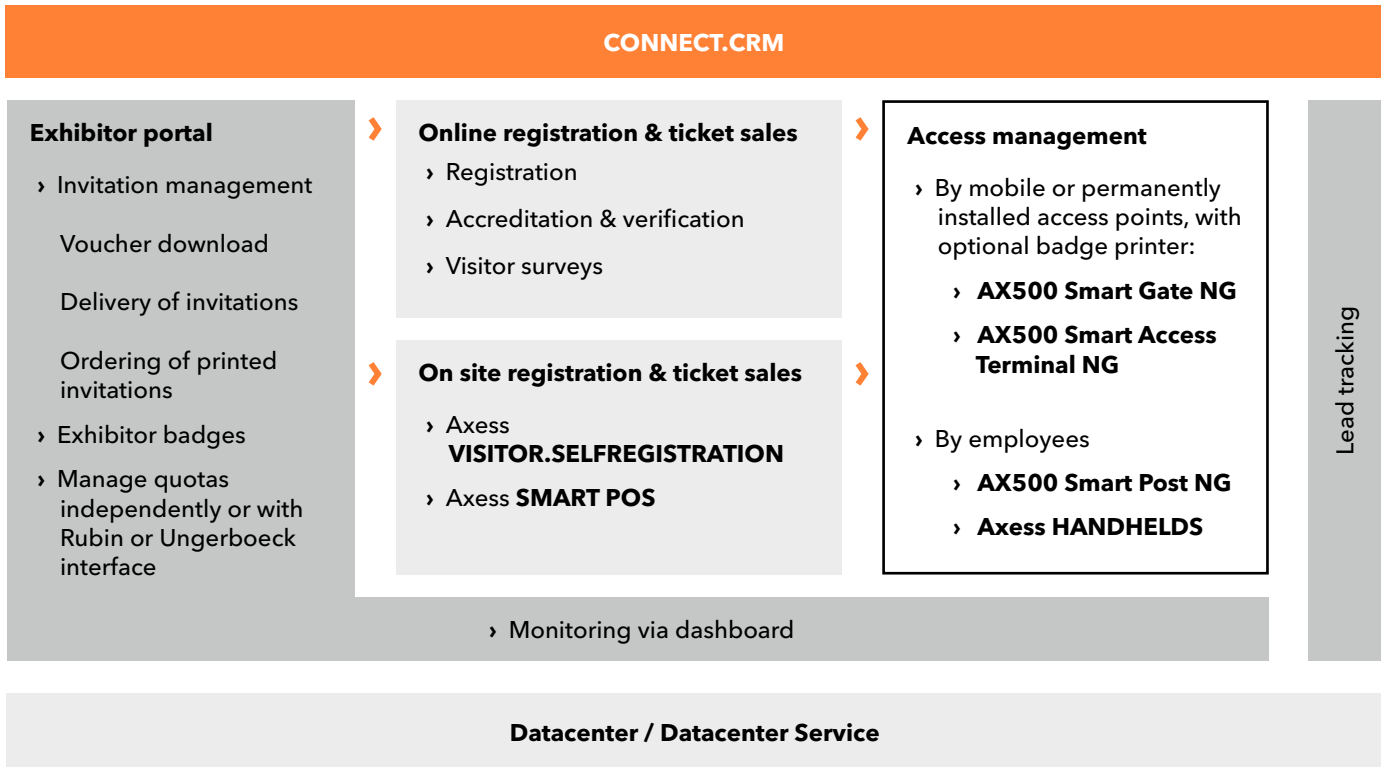 CONNECT.CRM
Exhibitor portal
› Invitation management
Voucher download
Delivery of invitations
Ordering of printed
invitations
› Exhibitor badges
› Manage quotas
independently or with
Rubin or Ungerboeck
interface
Online registration & ticket sales
› Registration
› Accreditation & verification
› Visitor surveys
On site registration & ticket sales
› Axess
VISITOR.SELFREGISTRATION
› Axess SMART POS
Access management
› By mobile or permanently
installed access points, with
optional badge printer:
› AX500 Smart Gate NG
› AX500 Smart Access
Terminal NG
› By employees
› AX500 Smart Post NG
› Axess HANDHELDS
Lead tracking
› Monitoring via dashboard
Datacenter / Datacenter Service